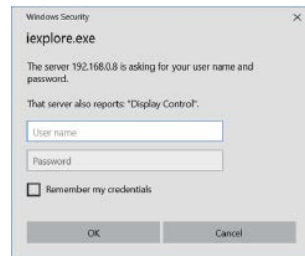 Windows Security
iexplore.exe
The server 192.168.0.8 is asking for your user name and
password.
That server also reports: "Display Control".
User name
Password
Remember my credentials
OK
Cancel